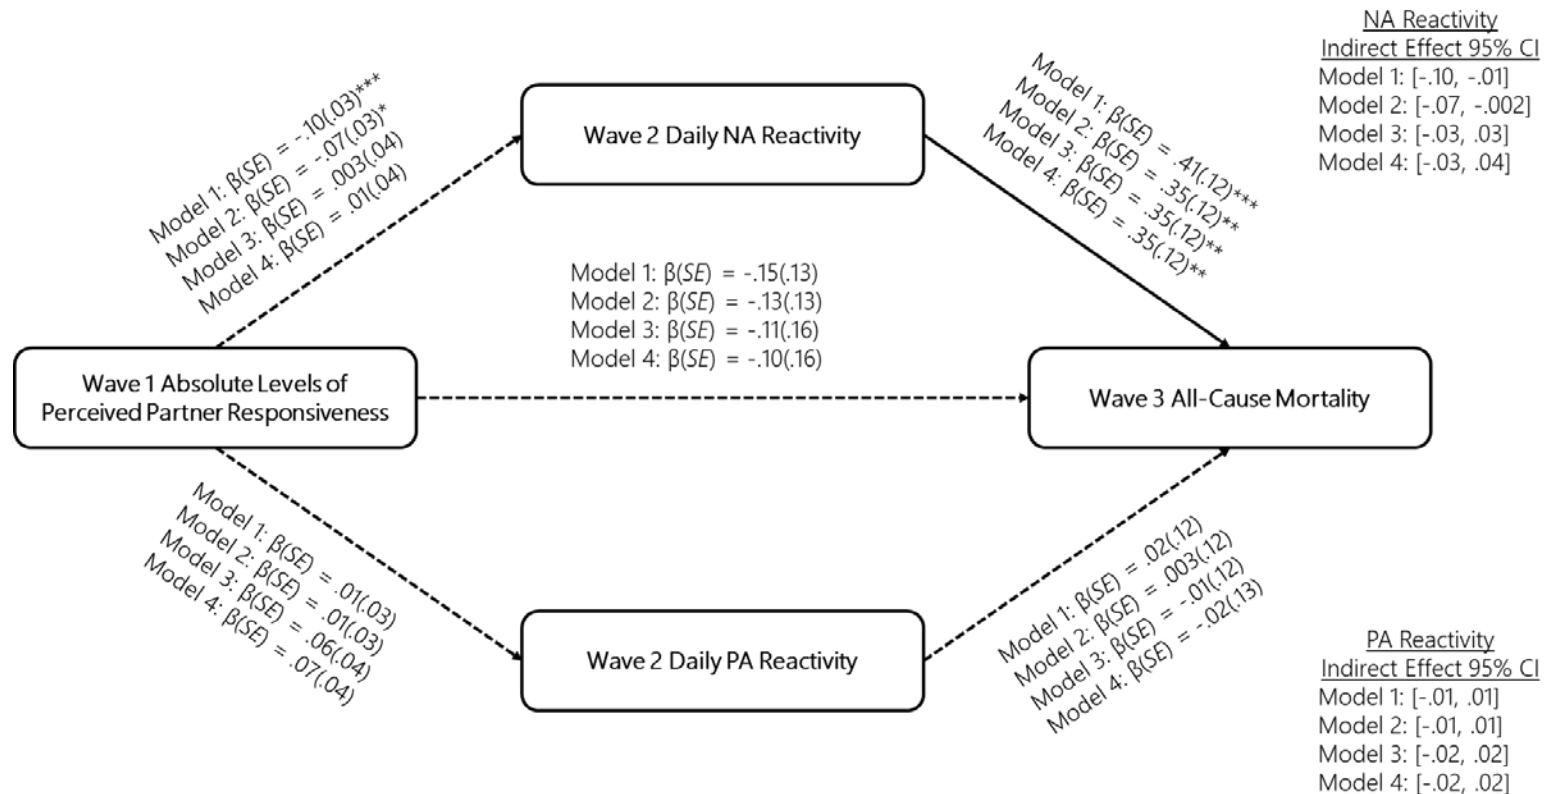 NA Reactivity
Indirect Effect 95% CI
Model 1: [-.10, -.01]
Model 2: [-.07, -.002]
Model 3: [-.03, .03]
Model 4: [-.03, .04]
Model 1: β(SE) = -.10(.03)***
Model 2: β(SE) = -.07(.03)*
Model 3: β(SE) = .003(.04)
Model 4: β(SE) = .01(.04)
Wave 2 Daily NA Reactivity
Model 1: β(SE) = .41(.12)***
Model 2: β(SE) = .35(.12)**
Model 3: β(SE) = .35(.12)**
Model 4: β(SE) = .35(.12)**
Model 1: β(SE) = -.15(.13)
Model 2: β(SE) = -.13(.13)
Model 3: β(SE) = -.11(.16)
Model 4: β(SE) = -.10(.16)
Wave 1 Absolute Levels of
Perceived Partner Responsiveness
Wave 3 All-Cause Mortality
Model 1: β(SE) = .01(.03)
Model 2: β(SE) = .01(.03)
Model 3: β(SE) = .06(.04)
Model 4: β(SE) = .07(.04)
Wave 2 Daily PA Reactivity
Model 1: β(SE) = .02(.12)
Model 2: β(SE) = .003(.12)
Model 3: β(SE) = -.01(.12)
Model 4: β(SE) = -.02(.13)
PA Reactivity
Indirect Effect 95% CI
Model 1: [-.01, .01]
Model 2: [-.01, .01]
Model 3: [-.02, .02]
Model 4: [-.02, .02]